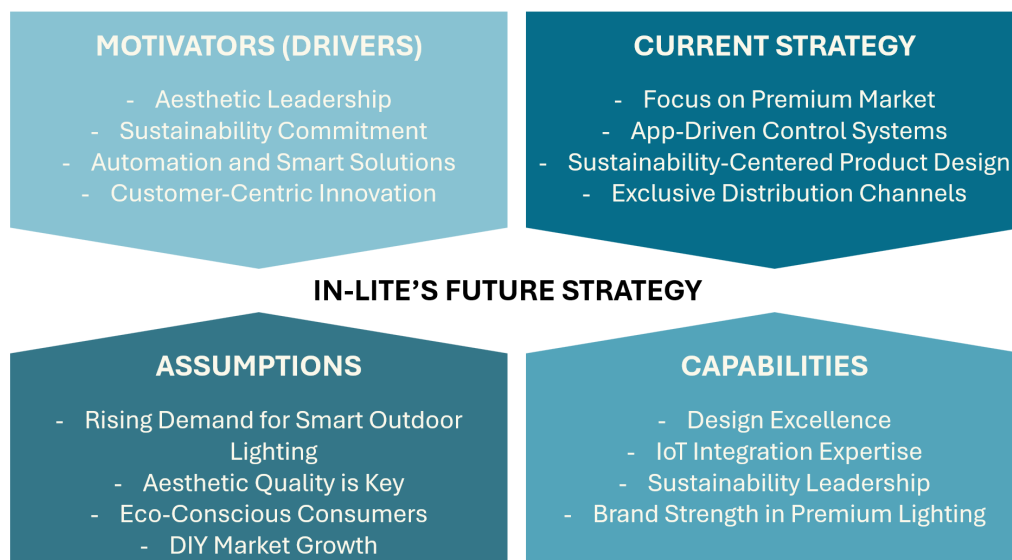 MOTIVATORS (DRIVERS)
- Aesthetic Leadership
- Sustainability Commitment
- Automation and Smart Solutions
- Customer-Centric Innovation
CURRENT STRATEGY
- Focus on Premium Market
- App-Driven Control Systems
- Sustainability-Centered Product Design
- Exclusive Distribution Channels
IN-LITE’S FUTURE STRATEGY
ASSUMPTIONS
- Rising Demand for Smart Outdoor
Lighting
- Aesthetic Quality is Key
- Eco-Conscious Consumers
- DIY Market Growth
CAPABILITIES
- Design Excellence
- IoT Integration Expertise
- Sustainability Leadership
- Brand Strength in Premium Lighting